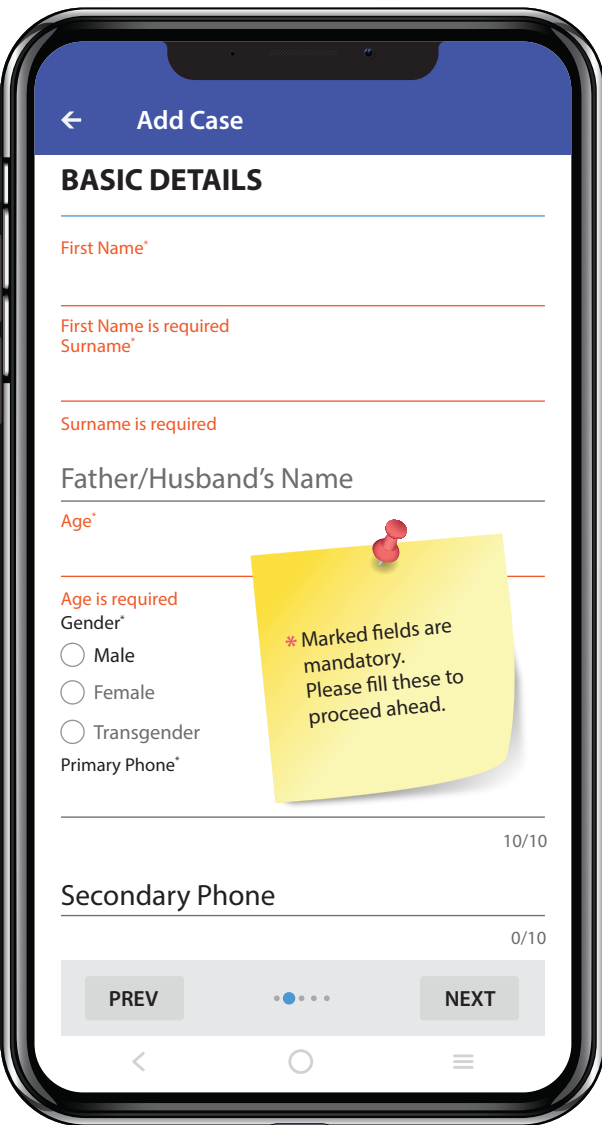 Add Case
BASIC DETAILS
First Name*
First Name is required
Surname*
Surname is required
Father/Husband's Name
Age*
Age is required
Gender*
Male
Female
Transgender
* Marked fields are
mandatory.
Please fill these to
proceed ahead.
Primary Phone*
10/10
Secondary Phone
0/10
PREV
NEXT